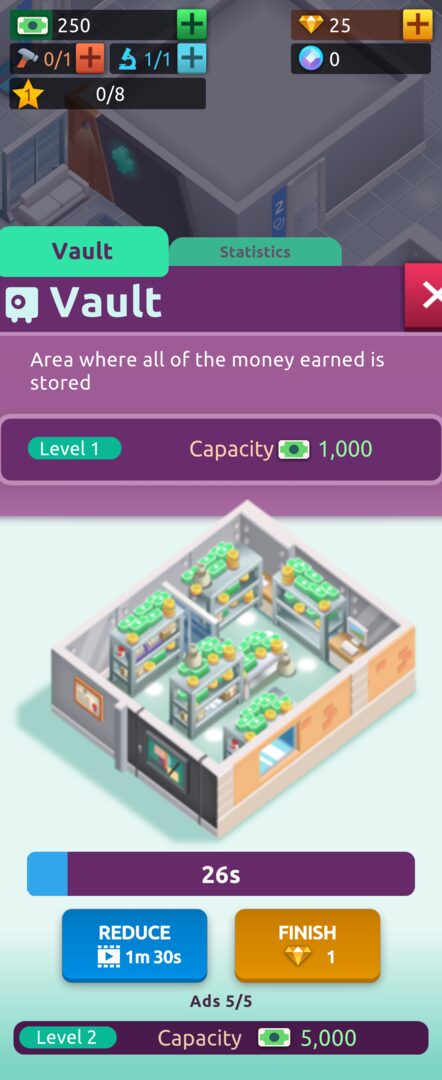 250
25
0/1
1/1
0
1
0/8
2
Vault
Statistics
Vault
Area where all of the money earned is
stored
Level 1
Capacity 1,000
26s
REDUCE
1m 30s
FINISH
1
Ads 5/5
Level 2
Capacity 5,000